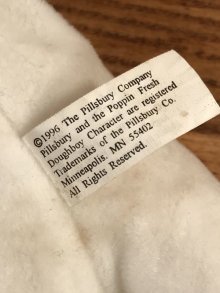 ©1996 The Pillsbury Company
Pillsbury and the Poppin Fresh
Doughboy Character are registered
Trademarks of the Pillsbury Co.
Minneapolis. MN 55402
All Rights Reserved.